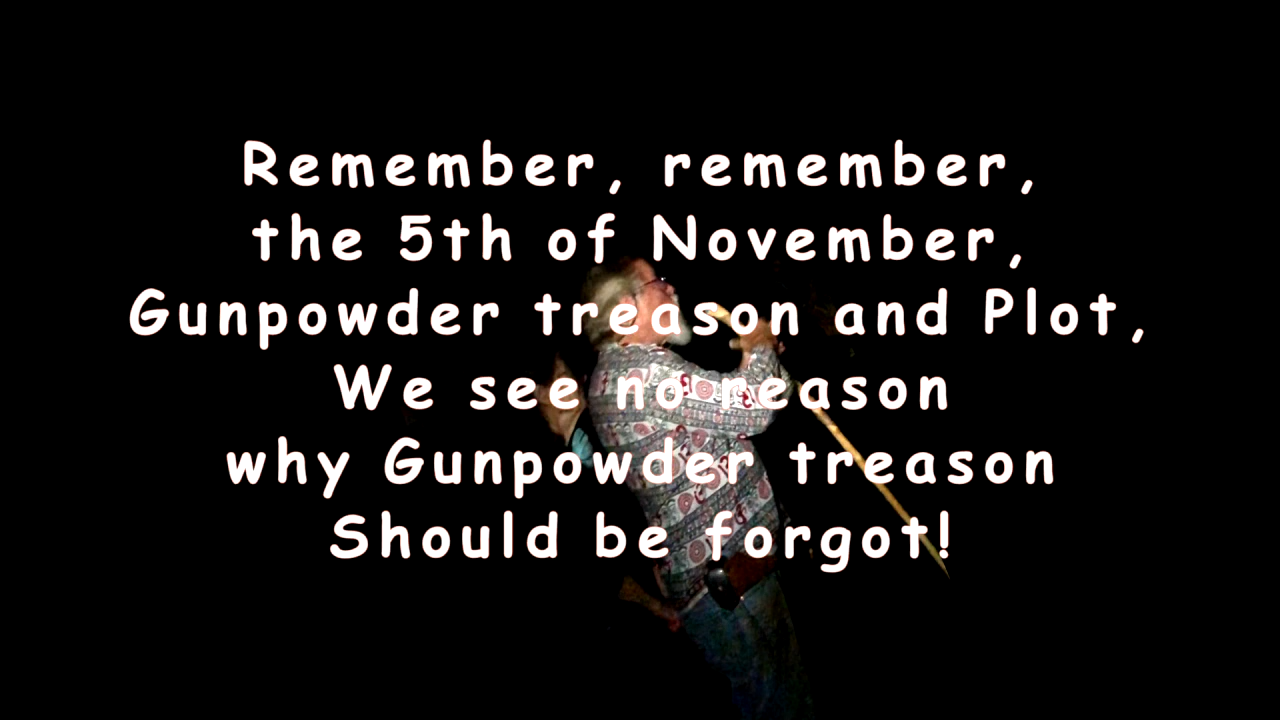 Remember, remember,
the 5th of November,
Gunpowder treason and Plot,
We see no reason
why Gunpowder treason
Should be forgot!